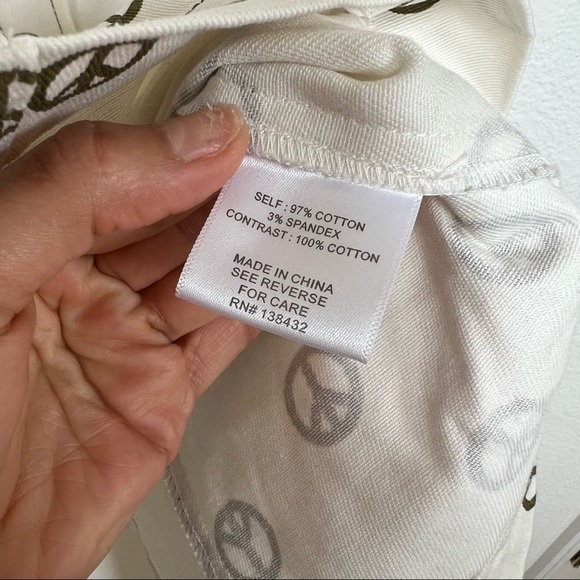 SELF : 97% COTTON
3% SPANDEX
CONTRAST : 100% COTTON
MADE IN CHINA
SEE REVERSE
FOR CARE
RN# 138432